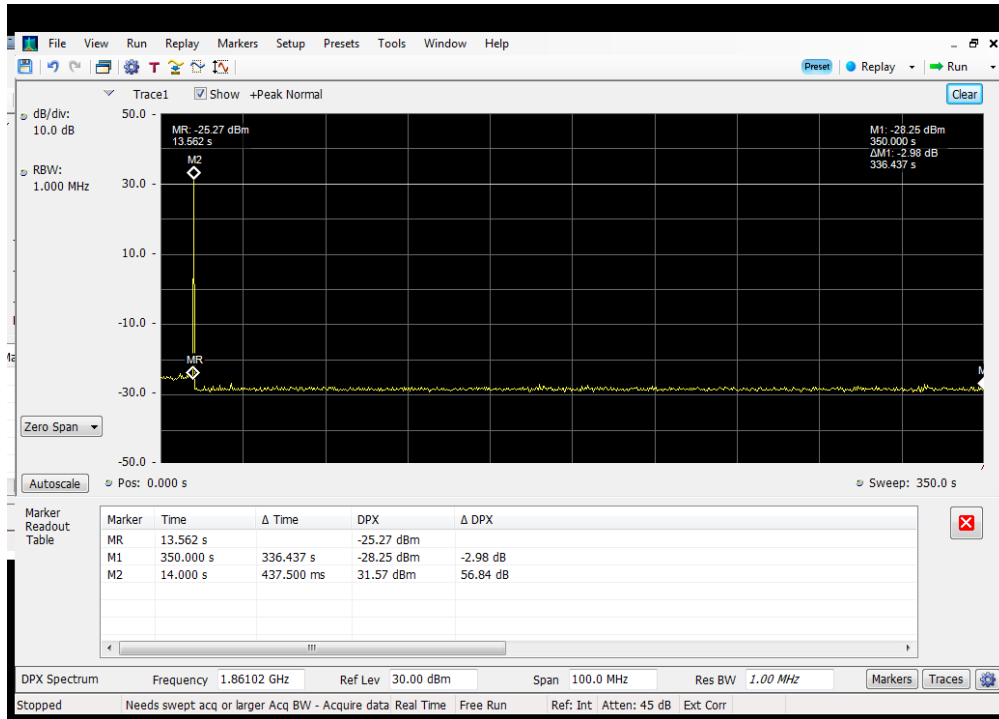 File View Run Replay Markers Setup Presets Tools Window Help
T Preset Replay Run
Trace1 Show +Peak Normal Clear
dB/div:
10.0 dB
RBW:
1.000 MHz
50.0
30.0
10.0
-10.0
-30.0
-50.0
MR: -25.27 dBm
13.562 s
M2
M1: -28.25 dBm
350.000 s
ΔM1: -2.98 dB
336.437 s
MR
Zero Span
Autoscale Pos: 0.000 s Sweep: 350.0 s
Marker
Readout
Table
Marker Time Δ Time DPX Δ DPX
MR 13.562 s -25.27 dBm
M1 350.000 s 336.437 s -28.25 dBm -2.98 dB
M2 14.000 s 437.500 ms 31.57 dBm 56.84 dB
DPX Spectrum Frequency 1.86102 GHz Ref Lev 30.00 dBm Span 100.0 MHz Res BW 1.00 MHz Markers Traces
Stopped Needs swept acq or larger Acq BW - Acquire data Real Time Free Run Ref: Int Atten: 45 dB Ext Corr